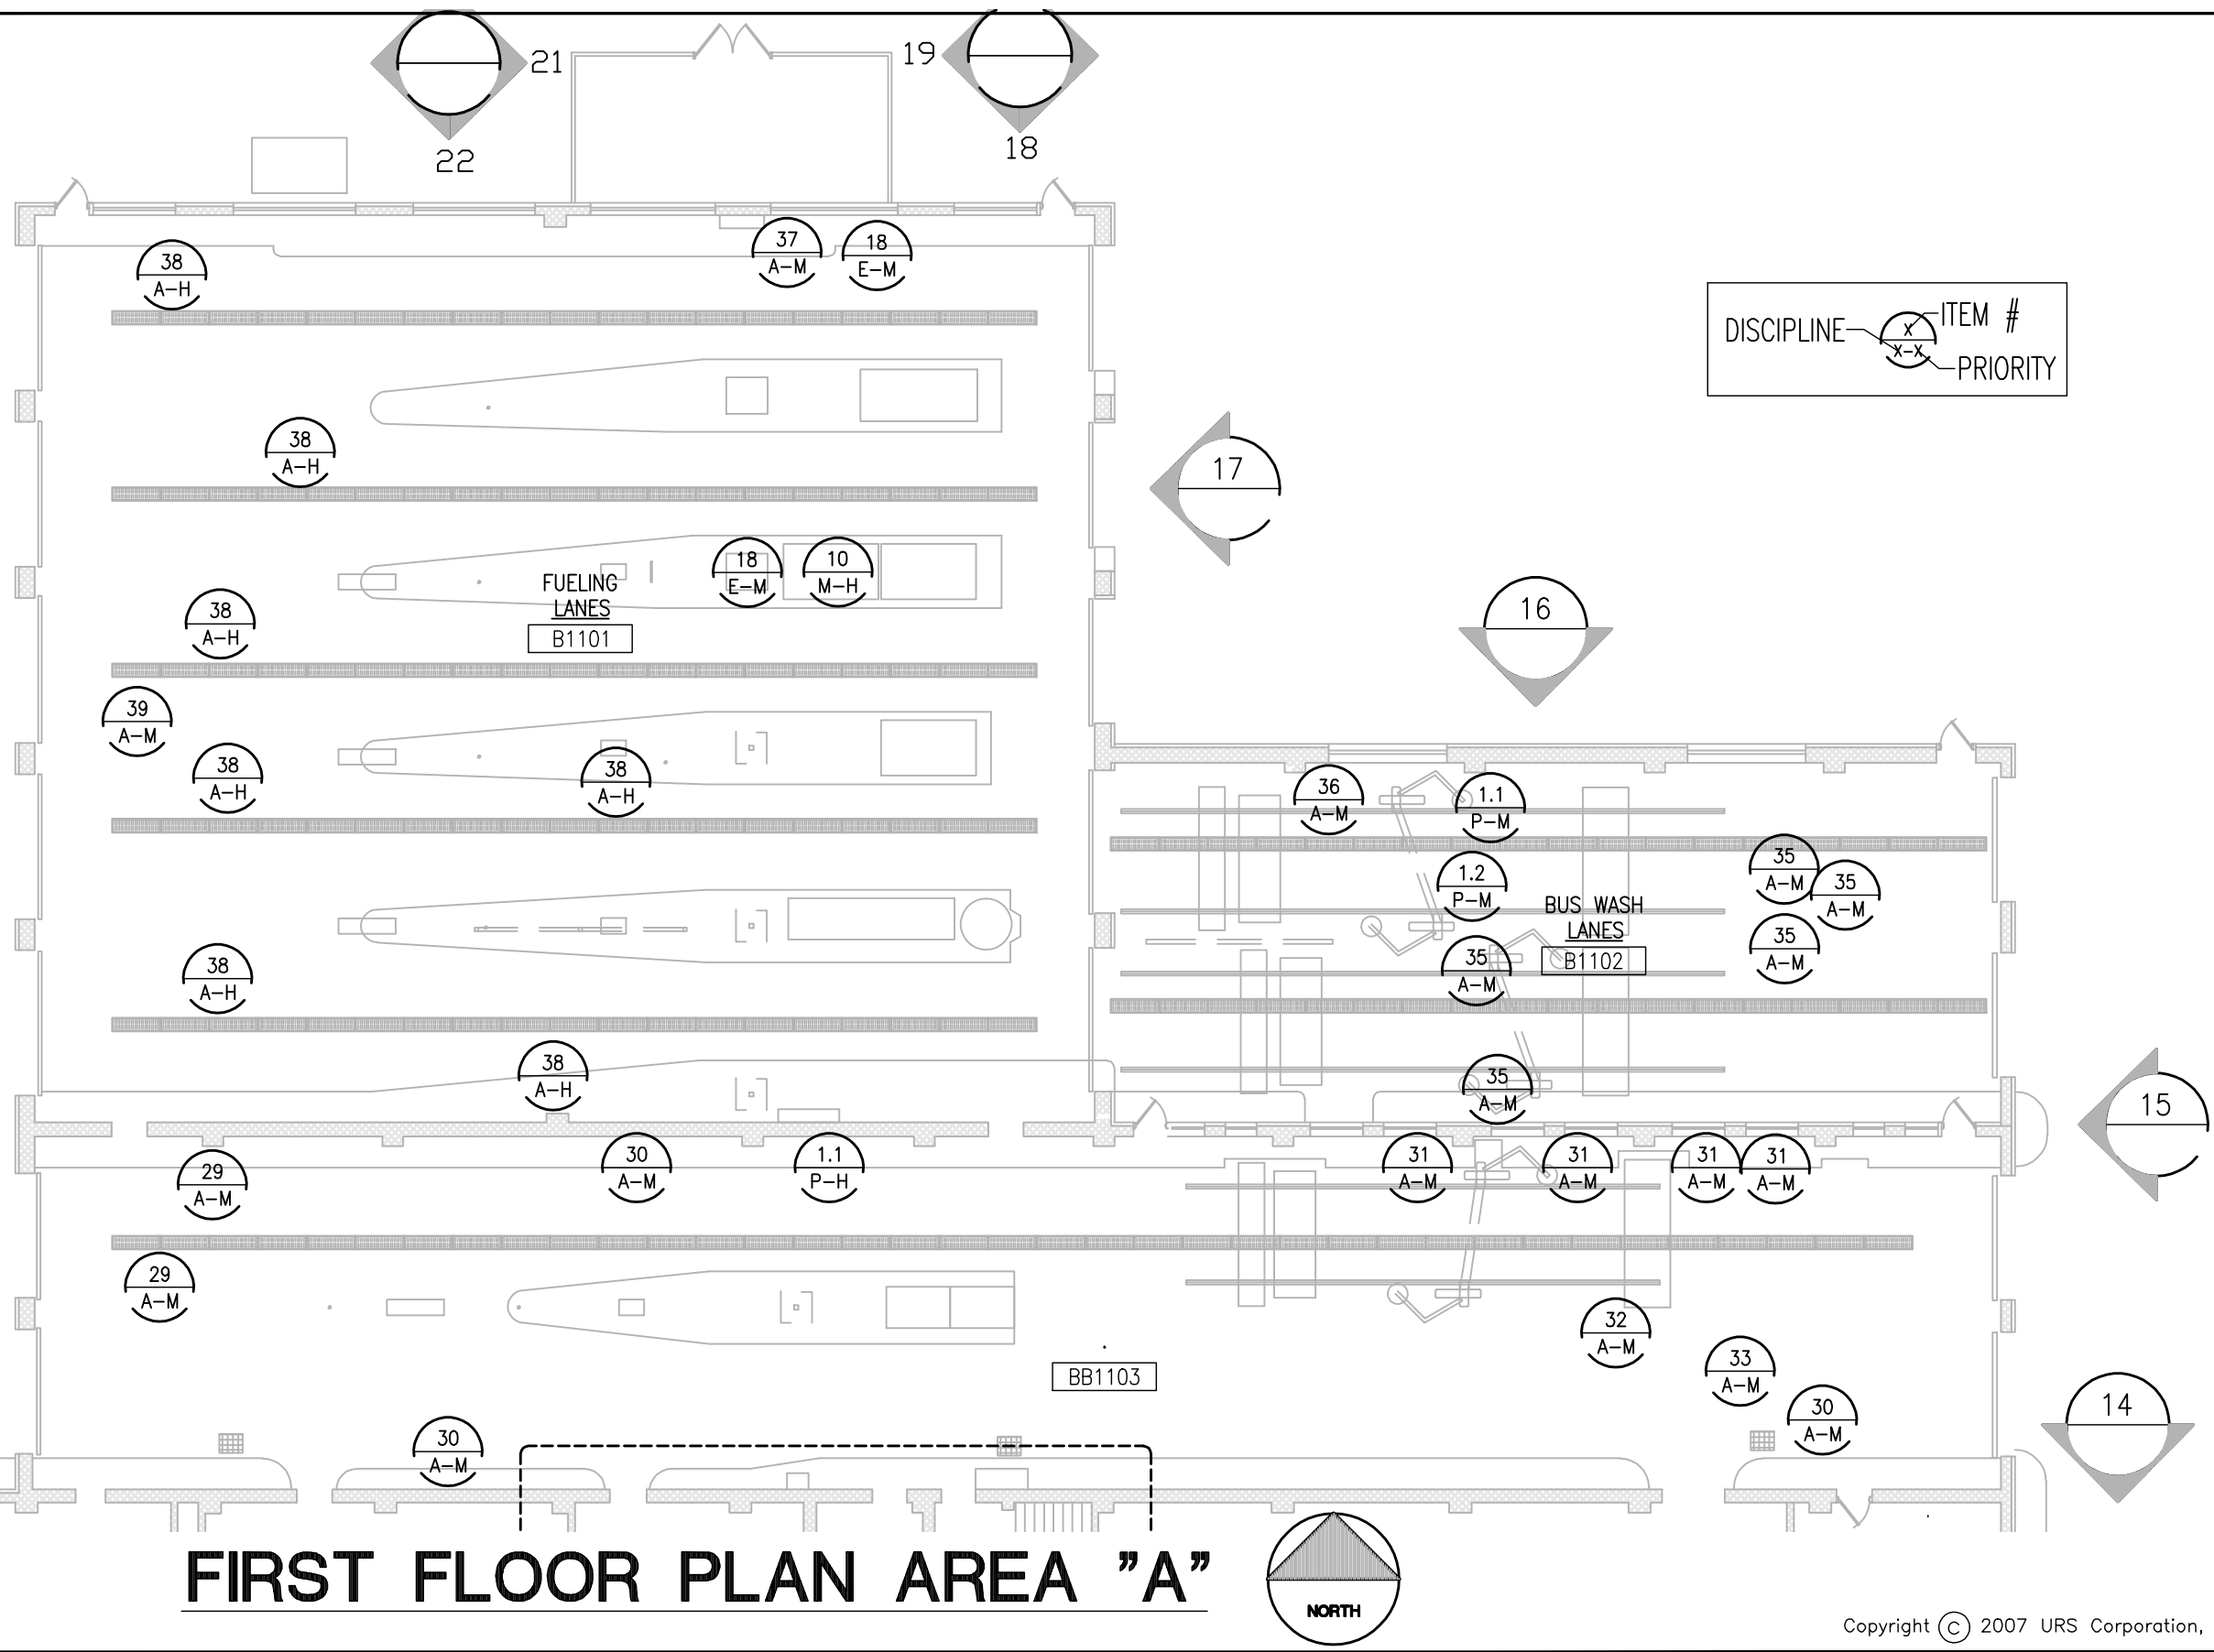 21
19
22
18
37
A-M
18
E-M
38
A-H
DISCIPLINE
X
X-X
ITEM #
PRIORITY
38
A-H
17
18
E-M
10
M-H
FUELING
LANES
B1101
38
A-H
16
39
A-M
38
A-H
38
A-H
36
A-M
1.1
P-M
35
A-M
1.2
P-M
35
A-M
BUS WASH
LANES
B1102
35
A-M
35
A-M
38
A-H
38
A-H
35
A-M
15
29
A-M
30
A-M
1.1
P-H
31
A-M
31
A-M
31
A-M
31
A-M
29
A-M
32
A-M
BB1103
33
A-M
30
A-M
14
30
A-M
FIRST FLOOR PLAN AREA "A"
NORTH
Copyright © 2007 URS Corporation,